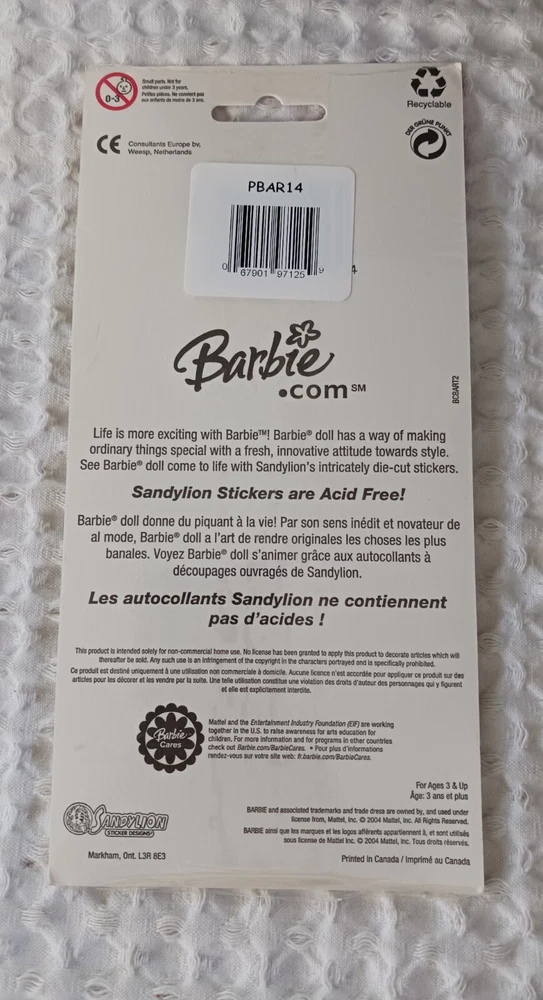 0-3
Small parts. Not for
children under 3 years.
Petites pièces. Ne convient pas
aux enfants de moins de 3 ans.
Recyclable
DER GRÜNE PUNKT
CE
Consultants Europe bv,
Weesp, Netherlands
PBAR14
0 67901 97125 9
4
Barbie
.com℠
BCBART2
Life is more exciting with Barbie™! Barbie® doll has a way of making
ordinary things special with a fresh, innovative attitude towards style.
See Barbie® doll come to life with Sandylion's intricately die-cut stickers.
Sandylion Stickers are Acid Free!
Barbie® doll donne du piquant à la vie! Par son sens inédit et novateur de
al mode, Barbie® doll a l'art de rendre originales les choses les plus
banales. Voyez Barbie® doll s'animer grâce aux autocollants à
découpages ouvragés de Sandylion.
Les autocollants Sandylion ne contiennent
pas d'acides !
This product is intended solely for non-commercial home use. No license has been granted to apply this product to decorate articles which will
thereafter be sold. Any such use is an infringement of the copyright in the characters portrayed and is specifically prohibited.
Ce produit est destiné uniquement à une utilisation non commerciale à domicile. Aucune licence n'est accordée pour appliquer ce produit sur des
articles pour les décorer et les vendre par la suite. Une telle utilisation constitue une violation des droits d'auteur des personnages qui y figurent
et elle est explicitement interdite.
Barbie
Cares
Mattel and the Entertainment Industry Foundation (EIF) are working
together in the U.S. to raise awareness for arts education for
children. For more information and for programs in other countries
check out Barbie.com/BarbieCares. • Pour plus d'informations
rendez-vous sur votre site web: fr.barbie.com/BarbieCares.
For Ages 3 & Up
Âge: 3 ans et plus
SANDYLION
STICKER DESIGNS
Markham, Ont. L3R 8E3
BARBIE and associated trademarks and trade dress are owned by, and used under
license from, Mattel, Inc. © 2004 Mattel, Inc. All Rights Reserved.
BARBIE ainsi que les marques et les logos afférents appartiennent à, et sont utilisés
sous license de Mattel Inc. © 2004 Mattel, Inc. Tous droits réservés.
Printed in Canada / Imprimé au Canada